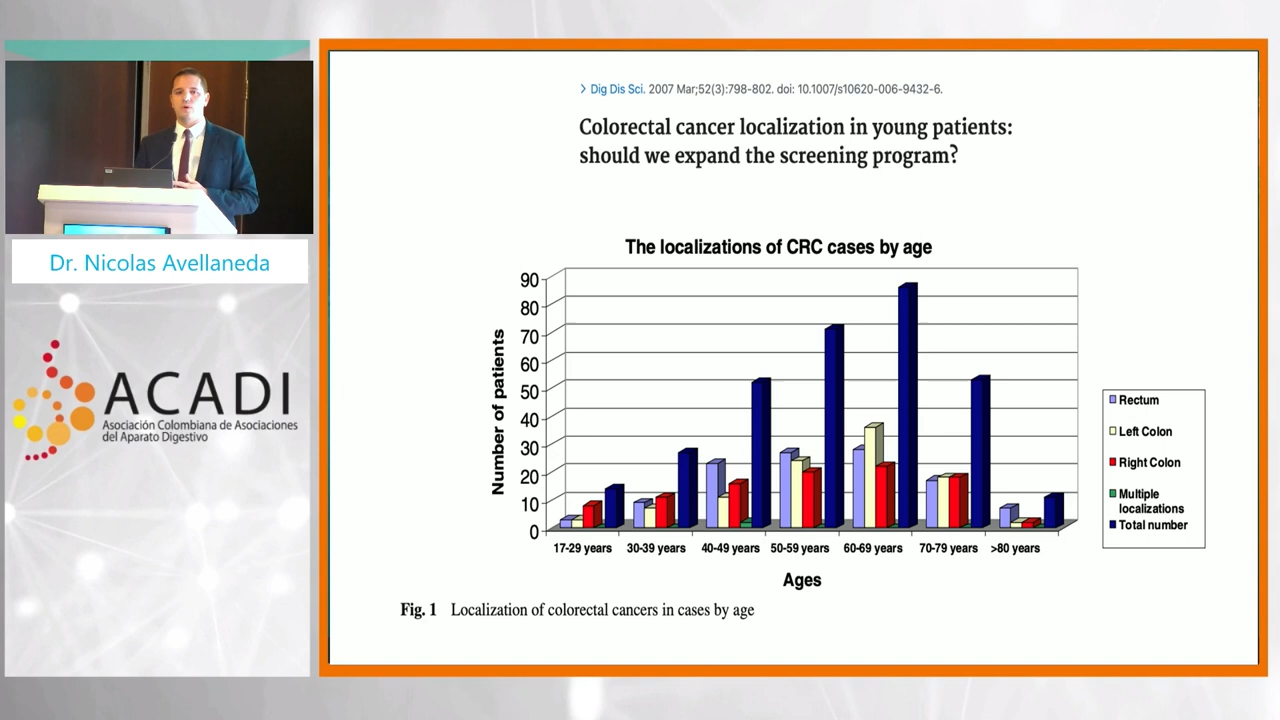 > Dig Dis Sci. 2007 Mar;52(3):798-802. doi: 10.1007/s10620-006-9432-6.
Colorectal cancer localization in young patients:
should we expand the screening program?
Dr. Nicolas Avellaneda
ACADI
Asociación Colombiana de Asociaciones
del Aparato Digestivo
The localizations of CRC cases by age
Number of patients
90
80
70
60
50
40
30
20
10
0
17-29 years
30-39 years
40-49 years
50-59 years
60-69 years
70-79 years
>80 years
Ages
Rectum
Left Colon
Right Colon
Multiple
localizations
Total number
Fig. 1 Localization of colorectal cancers in cases by age